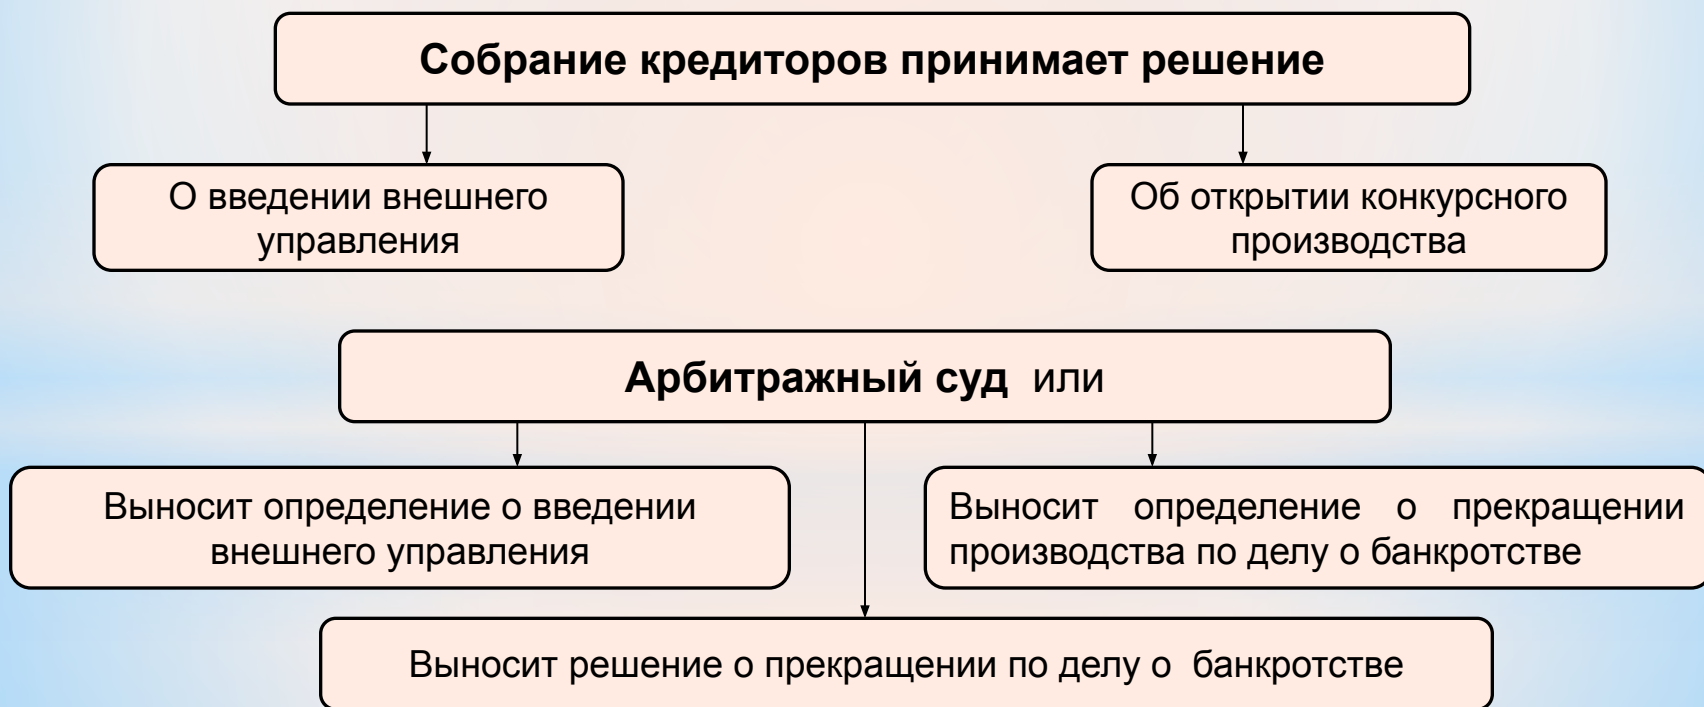 Собрание кредиторов принимает решение
О введении внешнего
управления
Об открытии конкурсного
производства
Арбитражный суд или
Выносит определение о введении
внешнего управления
Выносит определение о прекращении
производства по делу о банкротстве
Выносит решение о прекращении по делу о банкротстве